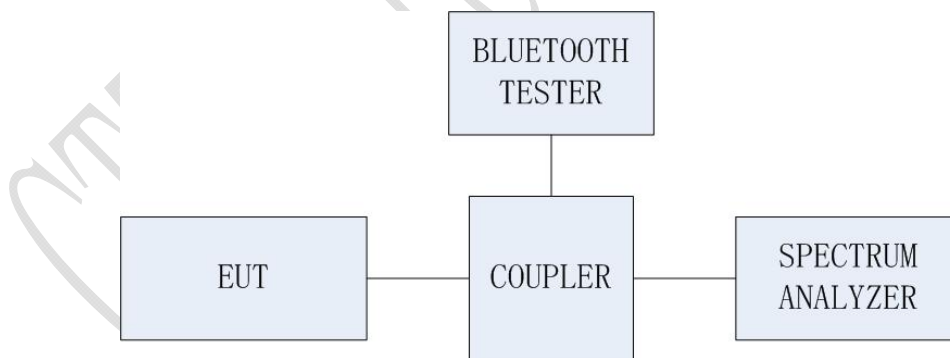 BLUETOOTH
TESTER
EUT
COUPLER
SPECTRUM
ANALYZER